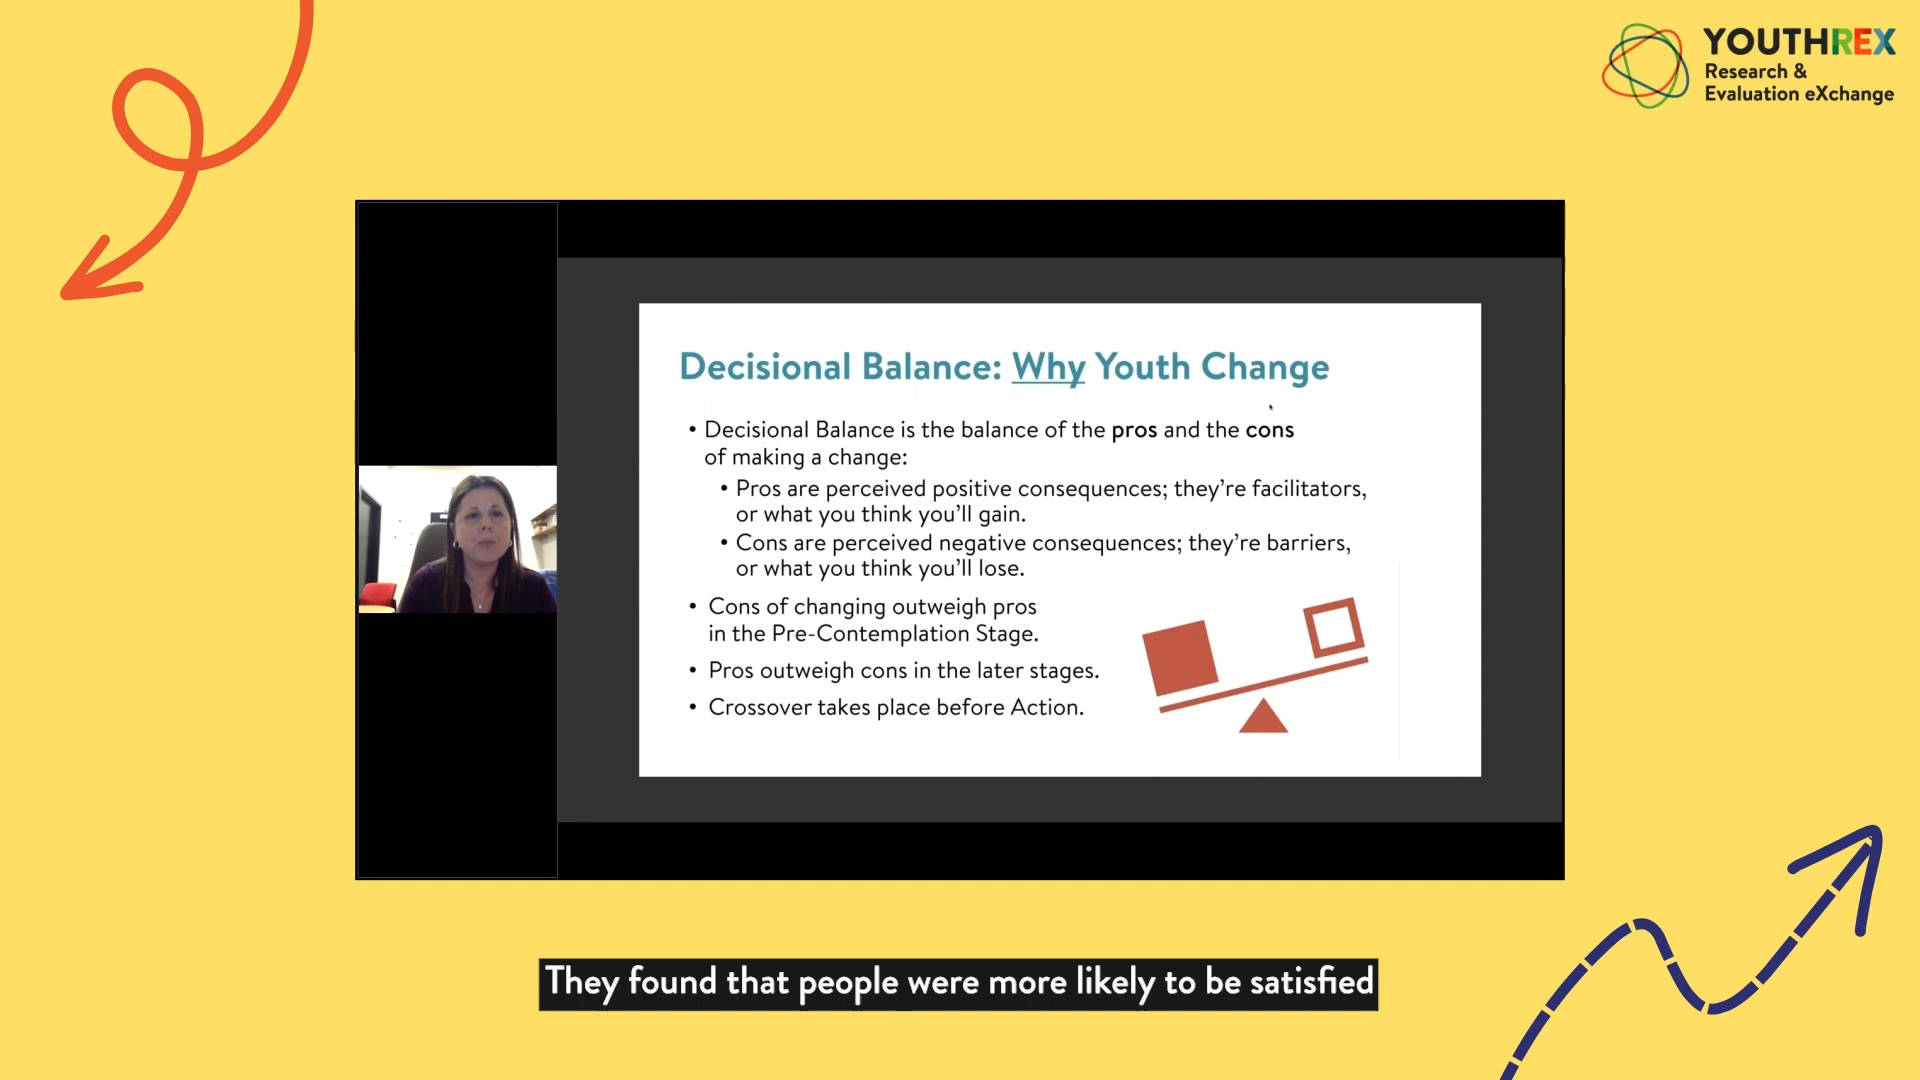 YOUTHREX
Research &
Evaluation eXchange
Decisional Balance: Why Youth Change
• Decisional Balance is the balance of the pros and the cons
of making a change:
• Pros are perceived positive consequences; they’re facilitators,
or what you think you’ll gain.
• Cons are perceived negative consequences; they’re barriers,
or what you think you’ll lose.
• Cons of changing outweigh pros
in the Pre-Contemplation Stage.
• Pros outweigh cons in the later stages.
• Crossover takes place before Action.
They found that people were more likely to be satisfied